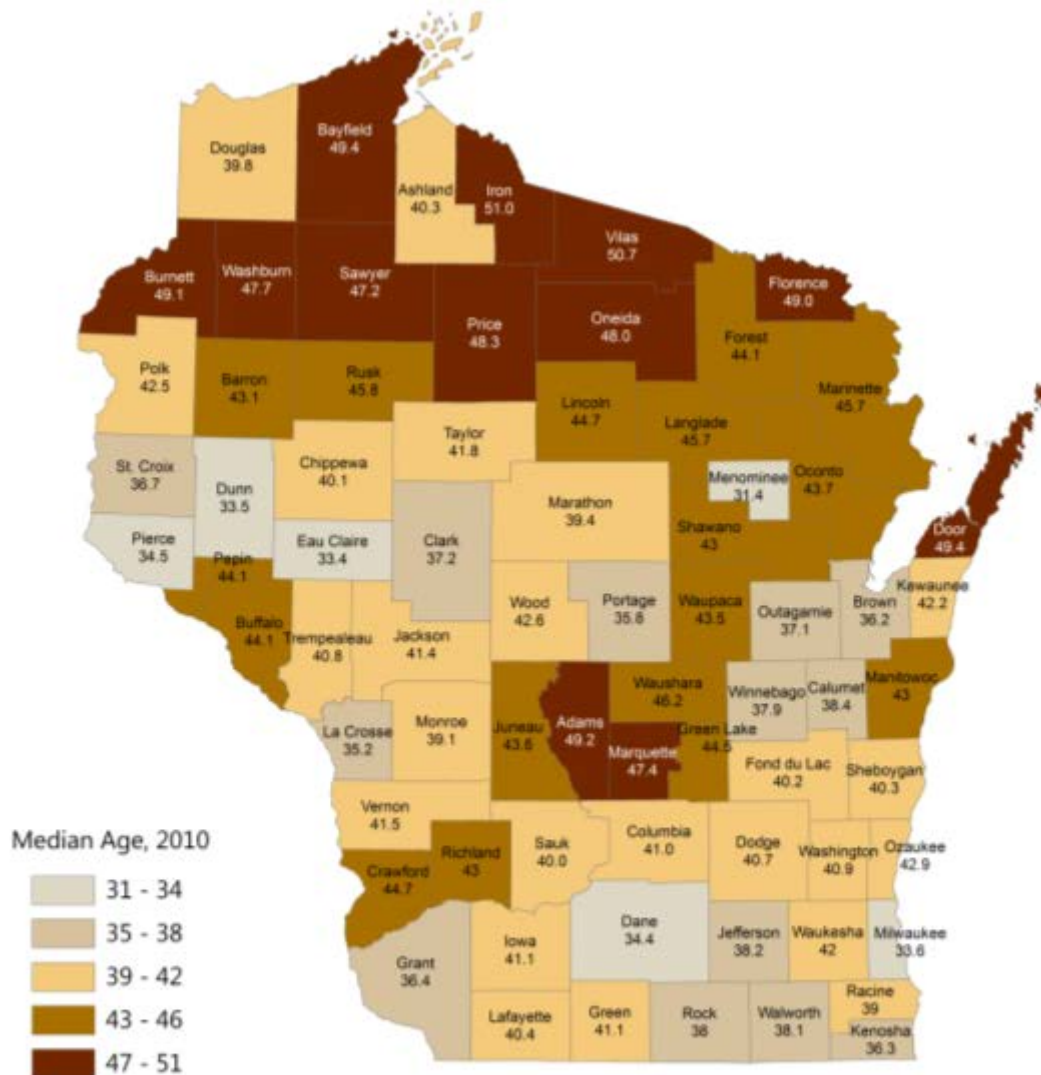 Bayfield
49.4
Douglas
39.8
Ashland
40.3
Iron
51.0
Vilas
50.7
Burnett
49.1
Washburn
47.7
Sawyer
47.2
Florence
49.0
Price
48.3
Oneida
48.0
Forest
44.1
Polk
42.5
Barron
43.1
Rusk
45.8
Marinette
45.7
Lincoln
44.7
Langlade
45.7
Taylor
41.8
St. Croix
36.7
Chippewa
40.1
Dunn
33.5
Menominee
31.4
Oconto
43.7
Marathon
39.4
Pierce
34.5
Eau Claire
33.4
Clark
37.2
Shawano
43
Door
49.4
Pepin
44.1
Kewaunee
42.2
Buffalo
44.1
Trempealeau
40.8
Jackson
41.4
Wood
42.6
Portage
35.8
Waupaca
43.5
Outagamie
37.1
Brown
36.2
Manitowoc
43
Waushara
46.2
Winnebago
37.9
Calumet
38.4
La Crosse
35.2
Monroe
39.1
Juneau
43.6
Adams
49.2
Marquette
47.4
Green Lake
44.5
Fond du Lac
40.2
Sheboygan
40.3
Vernon
41.5
Sauk
40.0
Columbia
41.0
Dodge
40.7
Washington
40.9
Ozaukee
42.9
Richland
43
Crawford
44.7
Dane
34.4
Jefferson
38.2
Waukesha
42
Milwaukee
33.6
Iowa
41.1
Grant
36.4
Lafayette
40.4
Green
41.1
Rock
38
Walworth
38.1
Racine
39
Kenosha
36.3
Median Age, 2010
31 - 34
35 - 38
39 - 42
43 - 46
47 - 51